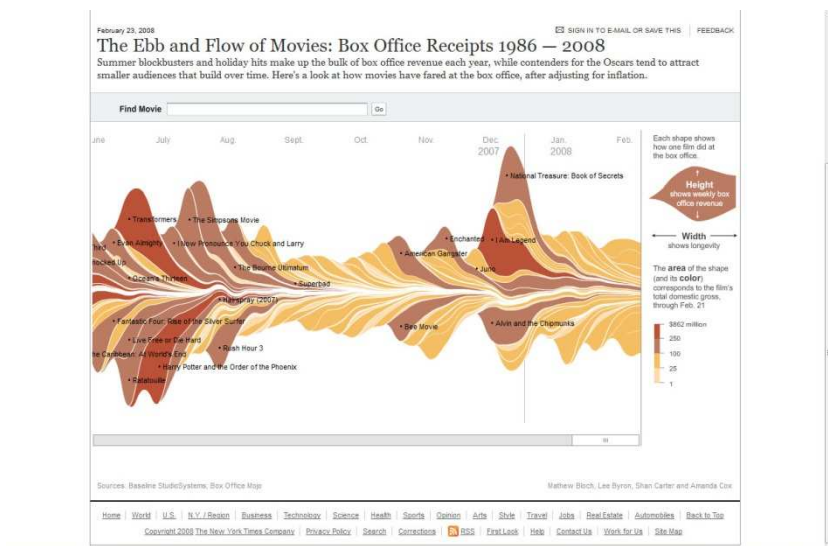 February 23, 2008
SIGN IN TO E-MAIL OR SAVE THIS
FEEDBACK
The Ebb and Flow of Movies: Box Office Receipts 1986 — 2008
Summer blockbusters and holiday hits make up the bulk of box office revenue each year, while contenders for the Oscars tend to attract
smaller audiences that build over time. Here's a look at how movies have fared at the box office, after adjusting for inflation.
Find Movie
Go
une July Aug. Sept. Oct. Nov. Dec. Jan. Feb.
2007 2008
National Treasure: Book of Secrets
Transformers
The Simpsons Movie
Third
Evan Almighty
I Now Pronounce You Chuck and Larry
Enchanted
I Am Legend
American Gangster
nocked Up
The Bourne Ultimatum
Juno
Ocean's Thirteen
Superbad
Hairspray (2007)
Fantastic Four: Rise of the Silver Surfer
Bee Movie
Alvin and the Chipmunks
Live Free or Die Hard
Rush Hour 3
he Caribbean: At World's End
Harry Potter and the Order of the Phoenix
Ratatouille
Each shape shows
how one film did at
the box office.
Height
shows weekly box
office revenue
Width
shows longevity
The area of the shape
(and its color)
corresponds to the film's
total domestic gross,
through Feb. 21
$862 million
250
100
25
1
Sources: Baseline StudioSystems, Box Office Mojo
Mathew Bloch, Lee Byron, Shan Carter and Amanda Cox
Home World U.S. N.Y. / Region Business Technology Science Health Sports Opinion Arts Style Travel Jobs Real Estate Automobiles Back to Top
Copyright 2008 The New York Times Company Privacy Policy Search Corrections RSS First Look Help Contact Us Work for Us Site Map